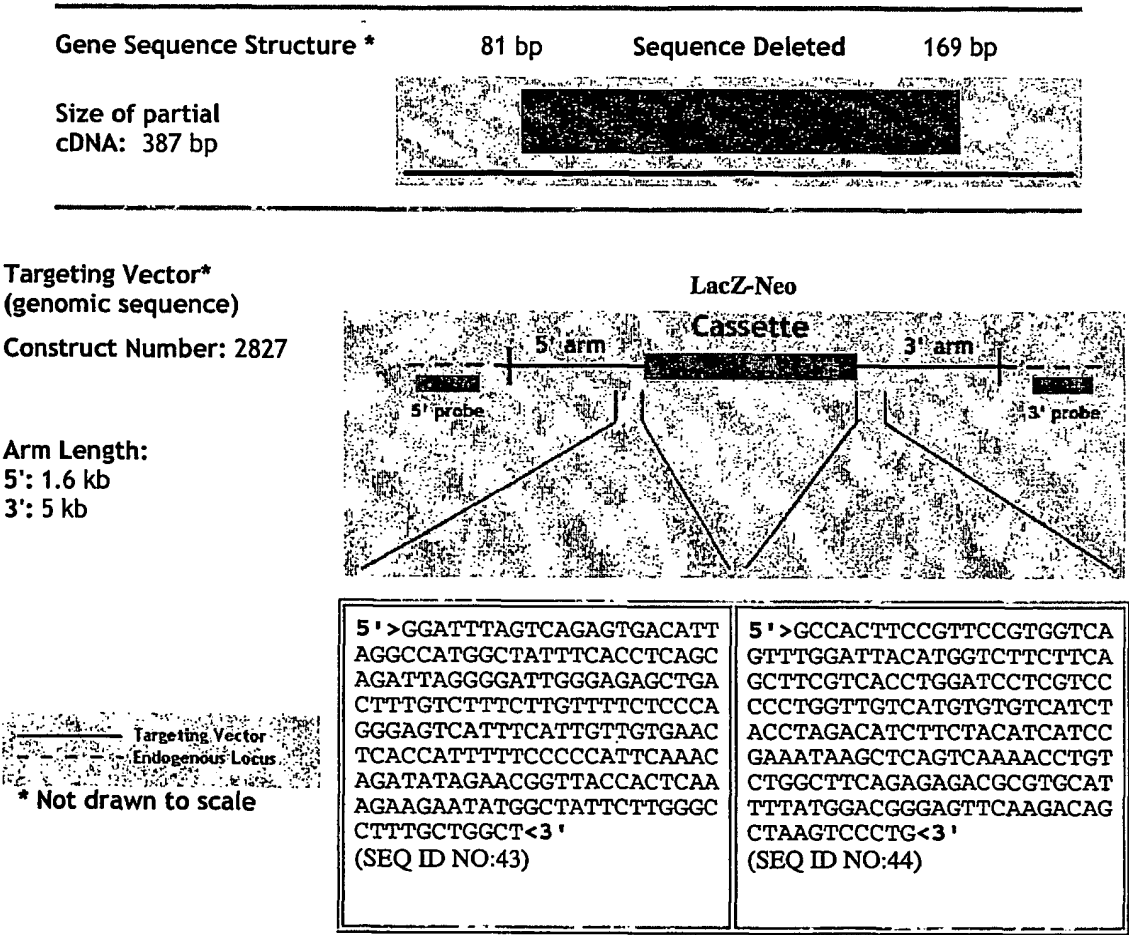 Gene Sequence Structure * 81 bp Sequence Deleted 169 bp
Size of partial
cDNA: 387 bp
Targeting Vector*
(genomic sequence)
Construct Number: 2827
Arm Length:
5': 1.6 kb
3': 5 kb
LacZ-Neo
Cassette
5' arm
3' arm
5' probe
3' probe
Targeting Vector
Endogenous Locus
* Not drawn to scale
5'>GGATTTAGTCAGAGTGACATT
AGGCCATGGCTATTTCACCTCAGC
AGATTAGGGGATTGGGAGAGCTGA
CTTTGTCTTTCTTGTTTTCTCCCA
GGGAGTCATTTCATTGTTGTGAAC
TCACCATTTTTCCCCCATTCAAAC
AGATATAGAACGGTTACCACTCAA
AGAAGAATATGGCTATTCTTGGGC
CTTTGCTGGCT<3'
(SEQ ID NO:43)
5'>GCCACTTCCGTTCCGTGGTCA
GTTTGGATTACATGGTCTTCTTCA
GCTTCGTCACCTGGATCCTCGTCC
CCCTGGTTGTCATGTGTGTCATCT
ACCTAGACATCTTCTACATCATCC
GAAATAAGCTCAGTCAAAACCTGT
CTGGCTTCAGAGAGACGCGTGCAT
TTTATGGACGGGAGTTCAAGACAG
CTAAGTCCCTG<3'
(SEQ ID NO:44)